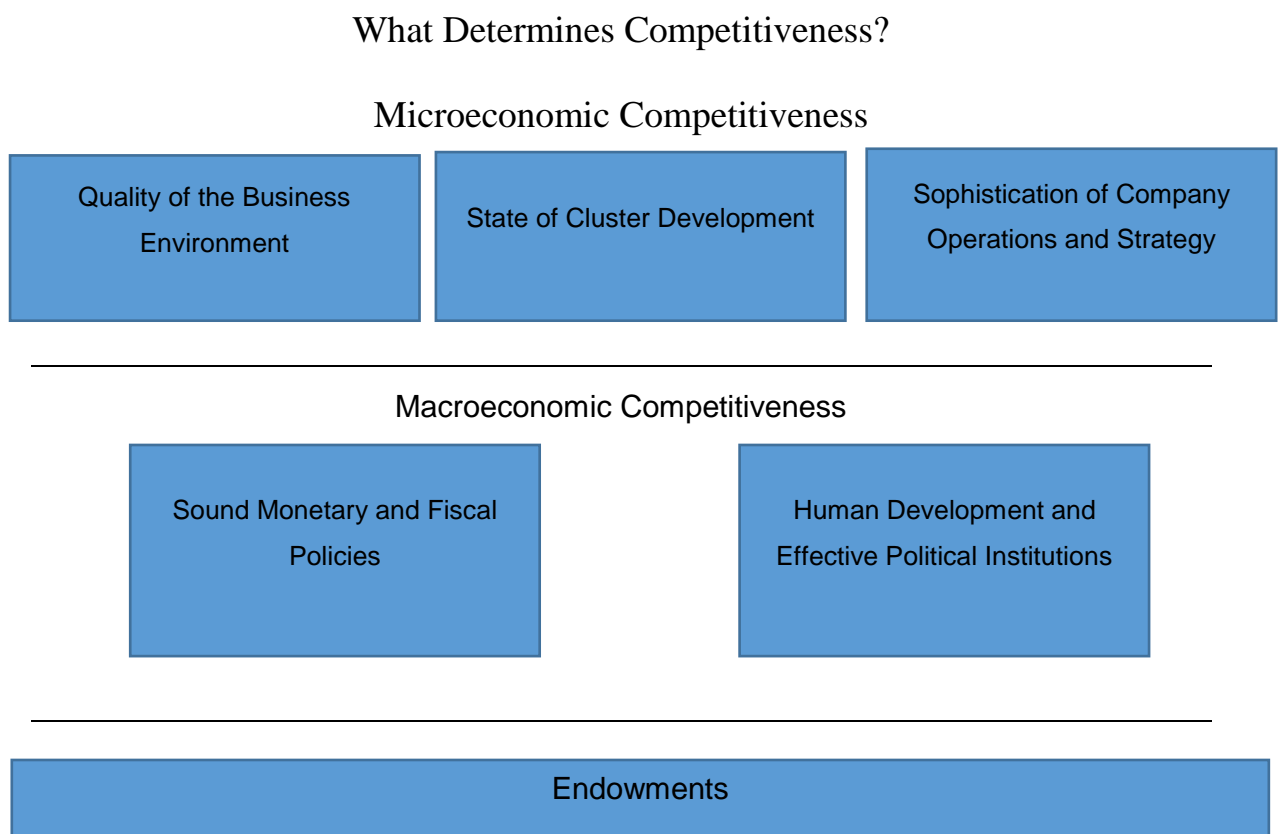 What Determines Competitiveness?
Microeconomic Competitiveness
Quality of the Business
Environment
State of Cluster Development
Sophistication of Company
Operations and Strategy
Macroeconomic Competitiveness
Sound Monetary and Fiscal
Policies
Human Development and
Effective Political Institutions
Endowments